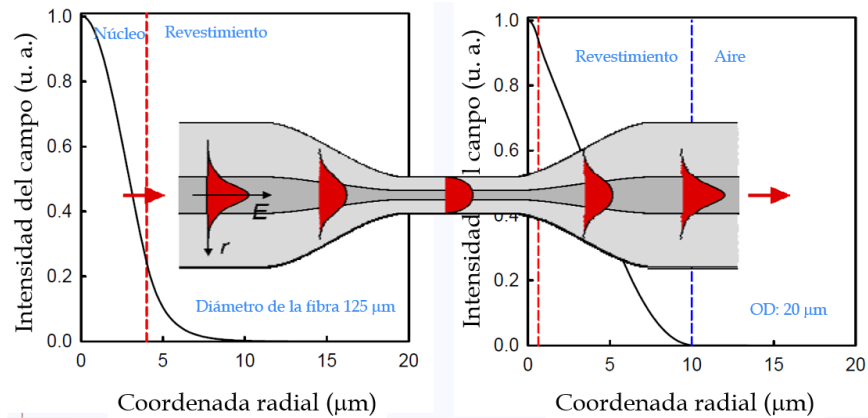 Intensidad del campo (u. a.)
1.0
0.8
0.6
0.4
0.2
0.0
Núcleo
Revestimiento
E
r
Diámetro de la fibra 125 µm
0
5
10
15
20
Coordenada radial (µm)
Intensidad del campo (u. a.)
1.0
0.8
0.6
0.4
0.2
0.0
Revestimiento
Aire
OD: 20 µm
0
5
10
15
20
Coordenada radial (µm)